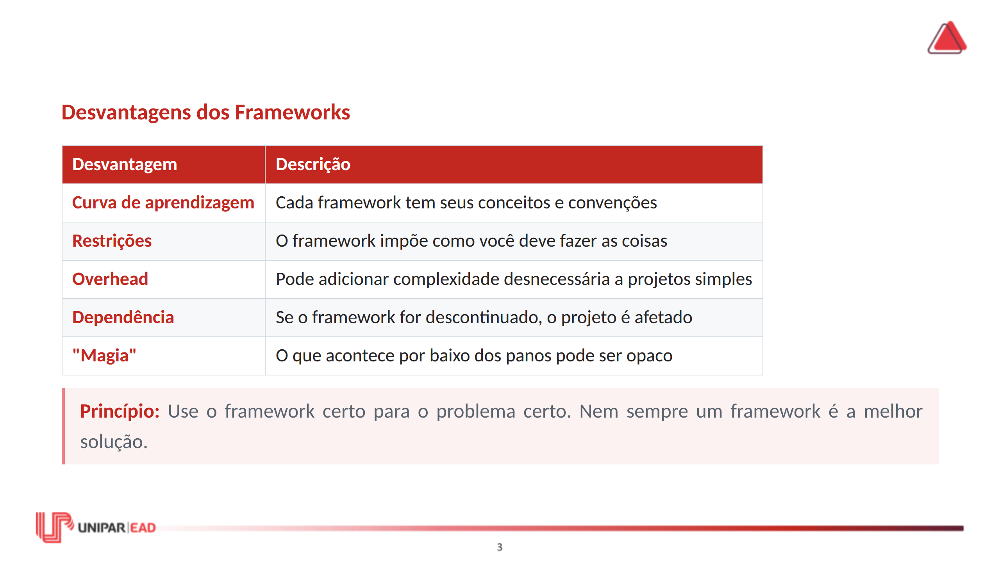 Desvantagens dos Frameworks
Desvantagem Descrição
Curva de aprendizagem Cada framework tem seus conceitos e convenções
Restrições O framework impõe como você deve fazer as coisas
Overhead Pode adicionar complexidade desnecessária a projetos simples
Dependência Se o framework for descontinuado, o projeto é afetado
"Magia" O que acontece por baixo dos panos pode ser opaco
Princípio: Use o framework certo para o problema certo. Nem sempre um framework é a melhor
solução.
UNIPAR|EAD
3